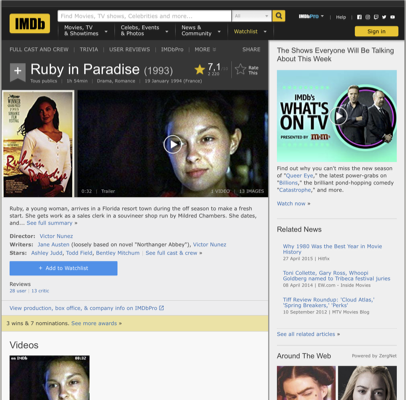 IMDb
Find Movies, TV shows, Celebrities and more...
All
IMDbPro
Help
Movies, TV & Showtimes
Celebs, Events & Photos
News & Community
Watchlist
Sign in
FULL CAST AND CREW | TRIVIA | USER REVIEWS | IMDbPro | MORE
SHARE
Ruby in Paradise (1993)
7,1
Rate This
Tous publics | 1h 54min | Drama, Romance | 19 January 1994 (France)
WINNER
Ruby in Paradise
0:32 | Trailer
2 VIDEO | 13 IMAGES
Ruby, a young woman, arrives in a Florida resort town during the off season to make a fresh
start. She gets work as a sales clerk in a souvineer shop run by Mildred Chambers. She dates,
and... See full summary »
Director: Victor Nunez
Writers: Jane Austen (loosely based on novel "Northanger Abbey"), Victor Nunez
Stars: Ashley Judd, Todd Field, Bentley Mitchum | See full cast & crew »
+ Add to Watchlist
Reviews
26 user | 13 critic
View production, box office, & company info on IMDbPro
3 wins & 7 nominations. See more awards »
Videos
00:32
The Shows Everyone Will Be Talking
About This Week
IMDb's
WHAT'S
ON TV
PRESENTED BY M&M's
Find out why you can't miss the new season
of "Queer Eye," the latest power-grabs on
"Billions," the brilliant pond-hopping comedy
"Catastrophe," and more.
Watch now »
Related News
Why 1980 Was the Best Year in Movie
History
27 April 2015 | Hitfix
Toni Collette, Gary Ross, Whoopi
Goldberg named to Tribeca festival juries
08 April 2014 | EW.com - Inside Movies
Tiff Review Roundup: 'Cloud Atlas,'
'Spring Breakers,' 'Perks'
10 September 2012 | MTV Movies Blog
See all related articles »
Around The Web
Powered by ZergNet